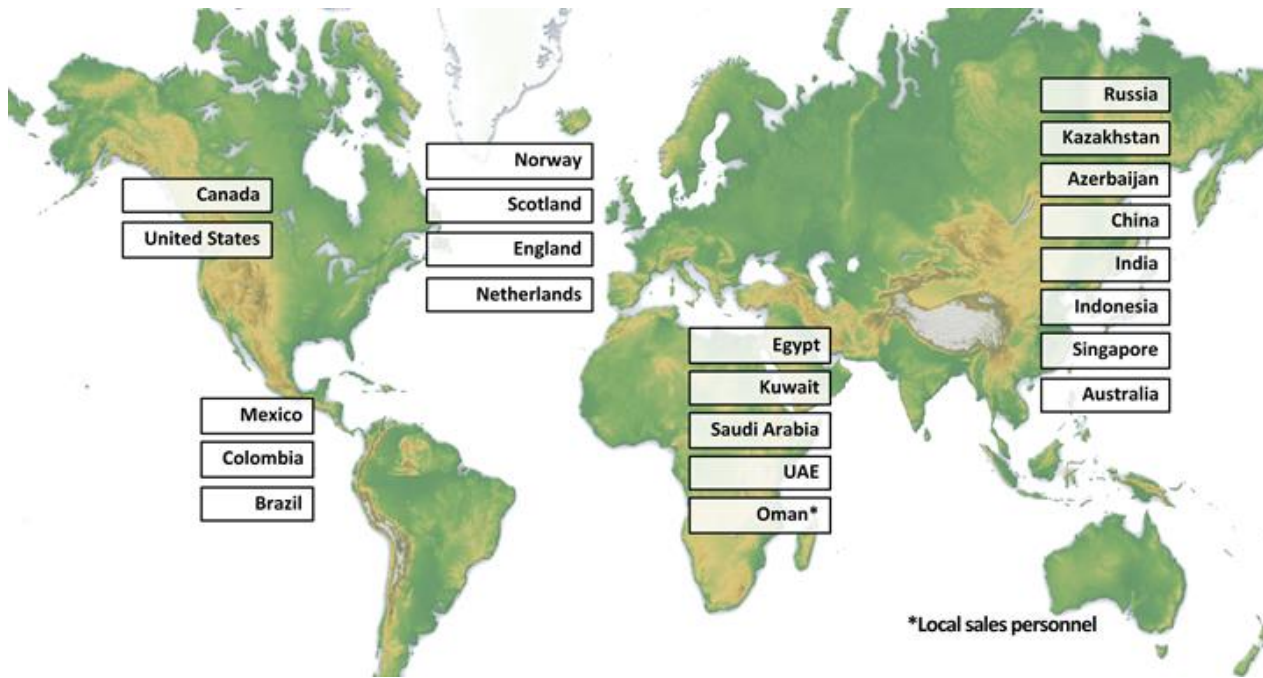 Canada
United States
Mexico
Colombia
Brazil
Norway
Scotland
England
Netherlands
Egypt
Kuwait
Saudi Arabia
UAE
Oman*
Russia
Kazakhstan
Azerbaijan
China
India
Indonesia
Singapore
Australia
*Local sales personnel